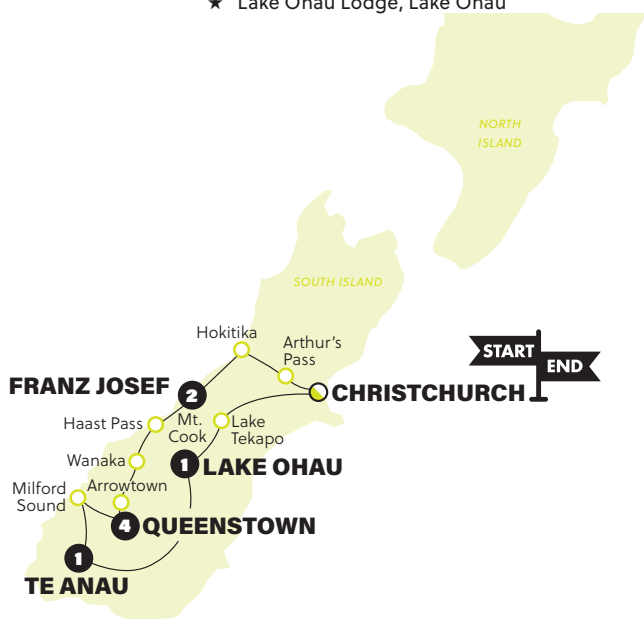 ★ Lake Ohau Lodge, Lake Ohau
NORTH
ISLAND
SOUTH ISLAND
Hokitika
Arthur's
Pass
START
END
FRANZ JOSEF
2
CHRISTCHURCH
Haast Pass
Mt.
Cook
Lake
Tekapo
Wanaka
1
LAKE OHAU
Milford
Sound
Arrowtown
4
QUEENSTOWN
1
TE ANAU